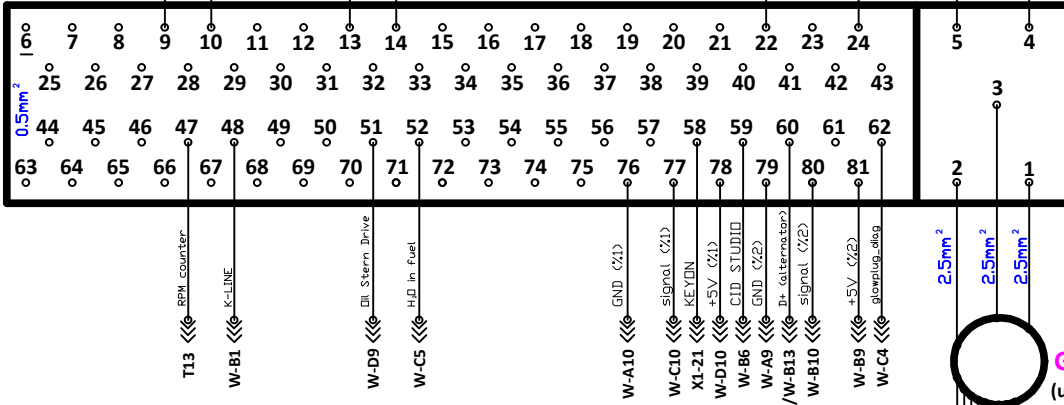 6 7 8 9 10 11 12 13 14 15 16 17 18 19 20 21 22 23 24 5 4
25 26 27 28 29 30 31 32 33 34 35 36 37 38 39 40 41 42 43
3
0.5mm²
44 45 46 47 48 49 50 51 52 53 54 55 56 57 58 59 60 61 62
63 64 65 66 67 68 69 70 71 72 73 74 75 76 77 78 79 80 81 2 1
RPM counter
K-LINE
Oil Stern Drive
H₂O in fuel
GND (%1)
signal (%1)
KEYON
+5V (%1)
CID STUDIO
GND (%2)
D+ (alternator)
signal (%2)
+5V (%2)
glowplug_diag
2.5mm²
2.5mm²
2.5mm²
T13
W-B1
W-D9
W-C5
W-A10
W-C10
X1-21
W-D10
W-B6
W-A9
/W-B13
W-B10
W-B9
W-C4
G
(u